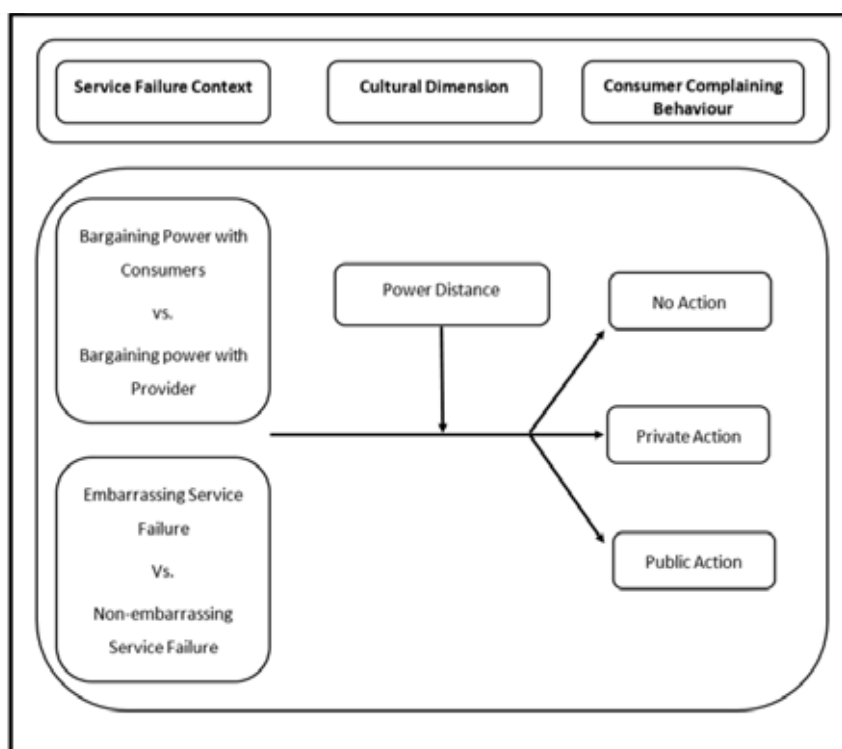 Service Failure Context
Cultural Dimension
Consumer Complaining
Behaviour
Bargaining Power with
Consumers
vs.
Bargaining power with
Provider
Power Distance
No Action
Private Action
Public Action
Embarrassing Service
Failure
Vs.
Non-embarrassing
Service Failure